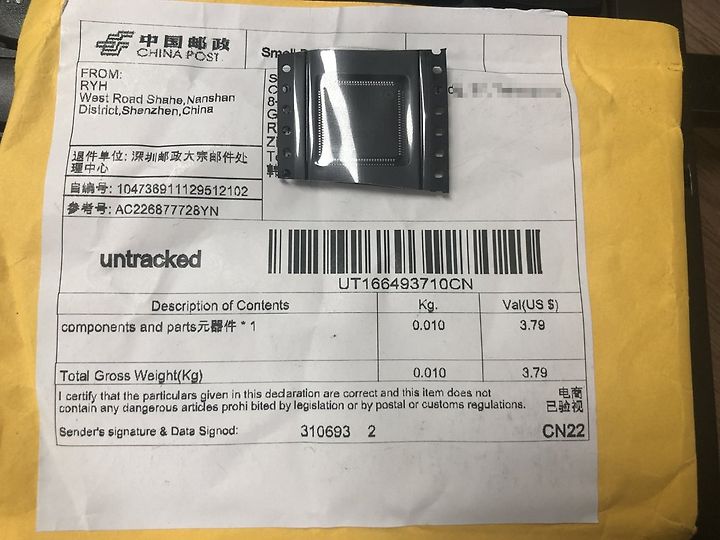 中国邮政
CHINA POST
Small
FROM:
RYH
West Road Shahe,Nanshan
District,Shenzhen,China
退件单位: 深圳邮政大宗邮件处
理中心
自编号: 104736911129512102
参考号: AC226877728YN
untracked
UT166493710CN
Description of Contents Kg. Val(US $)
components and parts元器件 * 1 0.010 3.79
Total Gross Weight(Kg) 0.010 3.79
I certify that the particulars given in this declaration are correct and this item does not
contain any dangerous articles prohi bited by legislation or by postal or customs regulations.
电商
已验视
Sender's signature & Data Signod: 310693 2 CN22